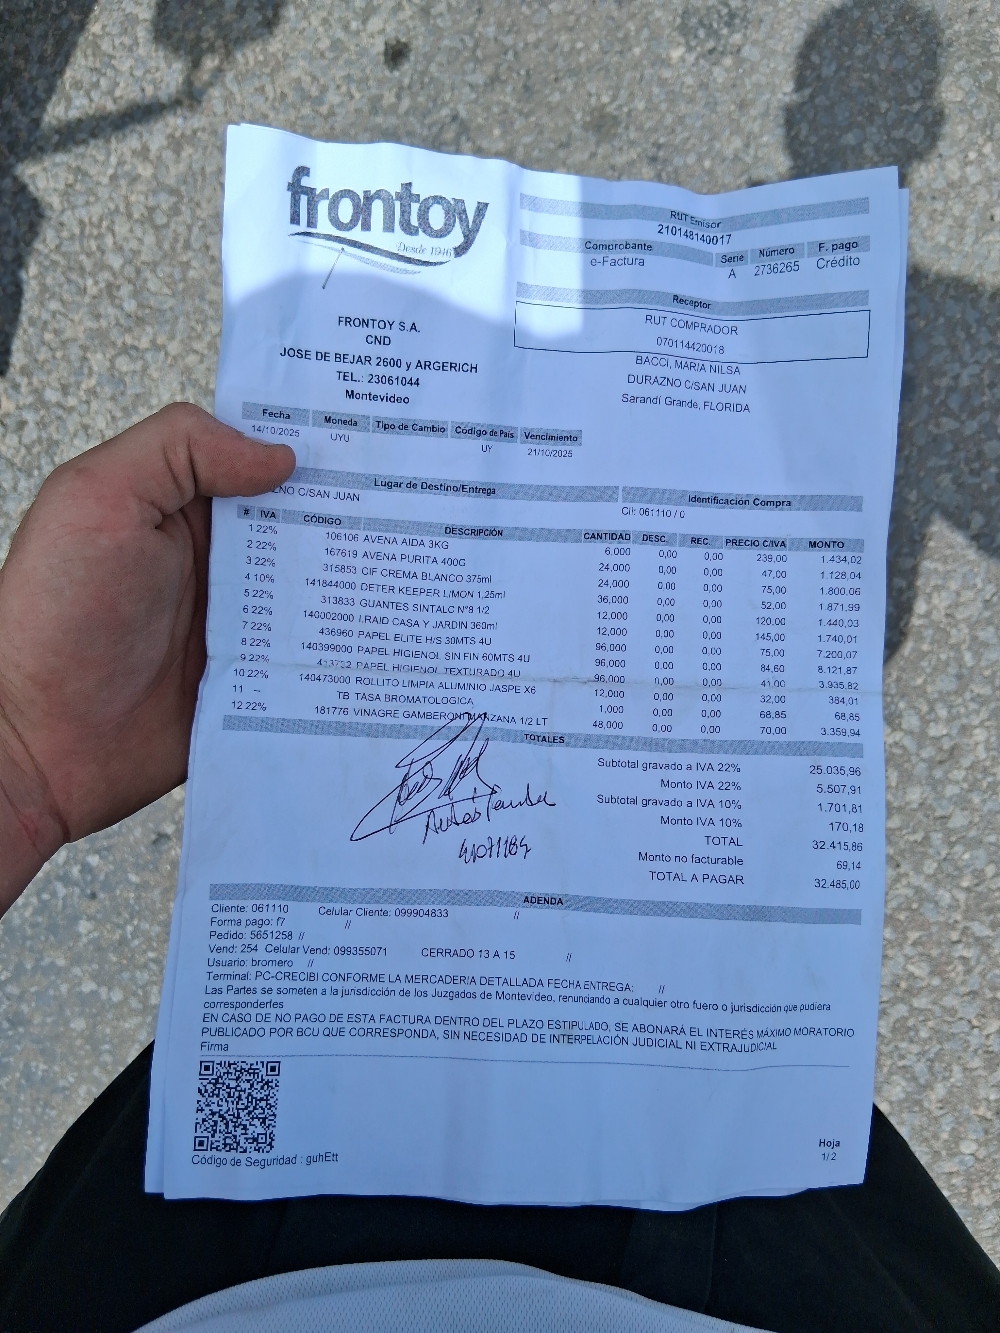 frontoy
Desde 1946
RUT Emisor
210148140017
Comprobante Serie Número F. pago
e-Factura A 2736265 Crédito
Receptor
RUT COMPRADOR
070114420018
BACCI, MARIA NILSA
DURAZNO C/SAN JUAN
Sarandí Grande, FLORIDA
FRONTOY S.A.
CND
JOSE DE BEJAR 2600 y ARGERICH
TEL.: 23061044
Montevideo
Fecha Moneda Tipo de Cambio Código de País Vencimiento
14/10/2025 UYU UY 21/10/2025
Lugar de Destino/Entrega Identificación Compra
ZNO C/SAN JUAN Cli: 061110 / 0
# IVA CÓDIGO DESCRIPCIÓN CANTIDAD DESC. REC. PRECIO C/IVA MONTO
1 22% 106106 AVENA AIDA 3KG 6,000 0,00 0,00 239,00 1.434,02
2 22% 167619 AVENA PURITA 400G 24,000 0,00 0,00 47,00 1.128,04
3 22% 315853 CIF CREMA BLANCO 375ml 24,000 0,00 0,00 75,00 1.800,06
4 10% 141844000 DETER KEEPER LIMON 1,25ml 36,000 0,00 0,00 52,00 1.871,99
5 22% 313833 GUANTES SINTALC N°8 1/2 12,000 0,00 0,00 120,00 1.440,03
6 22% 140002000 I.RAID CASA Y JARDIN 360ml 12,000 0,00 0,00 145,00 1.740,01
7 22% 436960 PAPEL ELITE H/S 30MTS 4U 96,000 0,00 0,00 75,00 7.200,07
8 22% 140399000 PAPEL HIGIENOL SIN FIN 60MTS 4U 96,000 0,00 0,00 84,60 8.121,87
9 22% 413702 PAPEL HIGIENOL TEXTURADO 4U 96,000 0,00 0,00 41,00 3.935,82
10 22% 140473000 ROLLITO LIMPIA ALUMINIO JASPE X6 12,000 0,00 0,00 32,00 384,01
11 -- TB TASA BROMATOLOGICA 1,000 0,00 0,00 68,85 68,85
12 22% 181776 VINAGRE GAMBERONI MANZANA 1/2 LT 48,000 0,00 0,00 70,00 3.359,94
TOTALES
Subtotal gravado a IVA 22% 25.035,96
Monto IVA 22% 5.507,91
Subtotal gravado a IVA 10% 1.701,81
Monto IVA 10% 170,18
TOTAL 32.415,86
Monto no facturable 69,14
TOTAL A PAGAR 32.485,00
41071184
ADENDA
Cliente: 061110 Celular Cliente: 099904833 //
Forma pago: f7 //
Pedido: 5651258 //
Vend: 254 Celular Vend: 099355071 CERRADO 13 A 15 //
Usuario: bromero //
Terminal: PC-CRECIBI CONFORME LA MERCADERIA DETALLADA FECHA ENTREGA: //
Las Partes se someten a la jurisdicción de los Juzgados de Montevideo, renunciando a cualquier otro fuero o jurisdicción que pudiera
corresponderles
EN CASO DE NO PAGO DE ESTA FACTURA DENTRO DEL PLAZO ESTIPULADO, SE ABONARÁ EL INTERÉS MÁXIMO MORATORIO
PUBLICADO POR BCU QUE CORRESPONDA, SIN NECESIDAD DE INTERPELACIÓN JUDICIAL NI EXTRAJUDICIAL
Firma
Código de Seguridad : guhEtt
Hoja
1/2